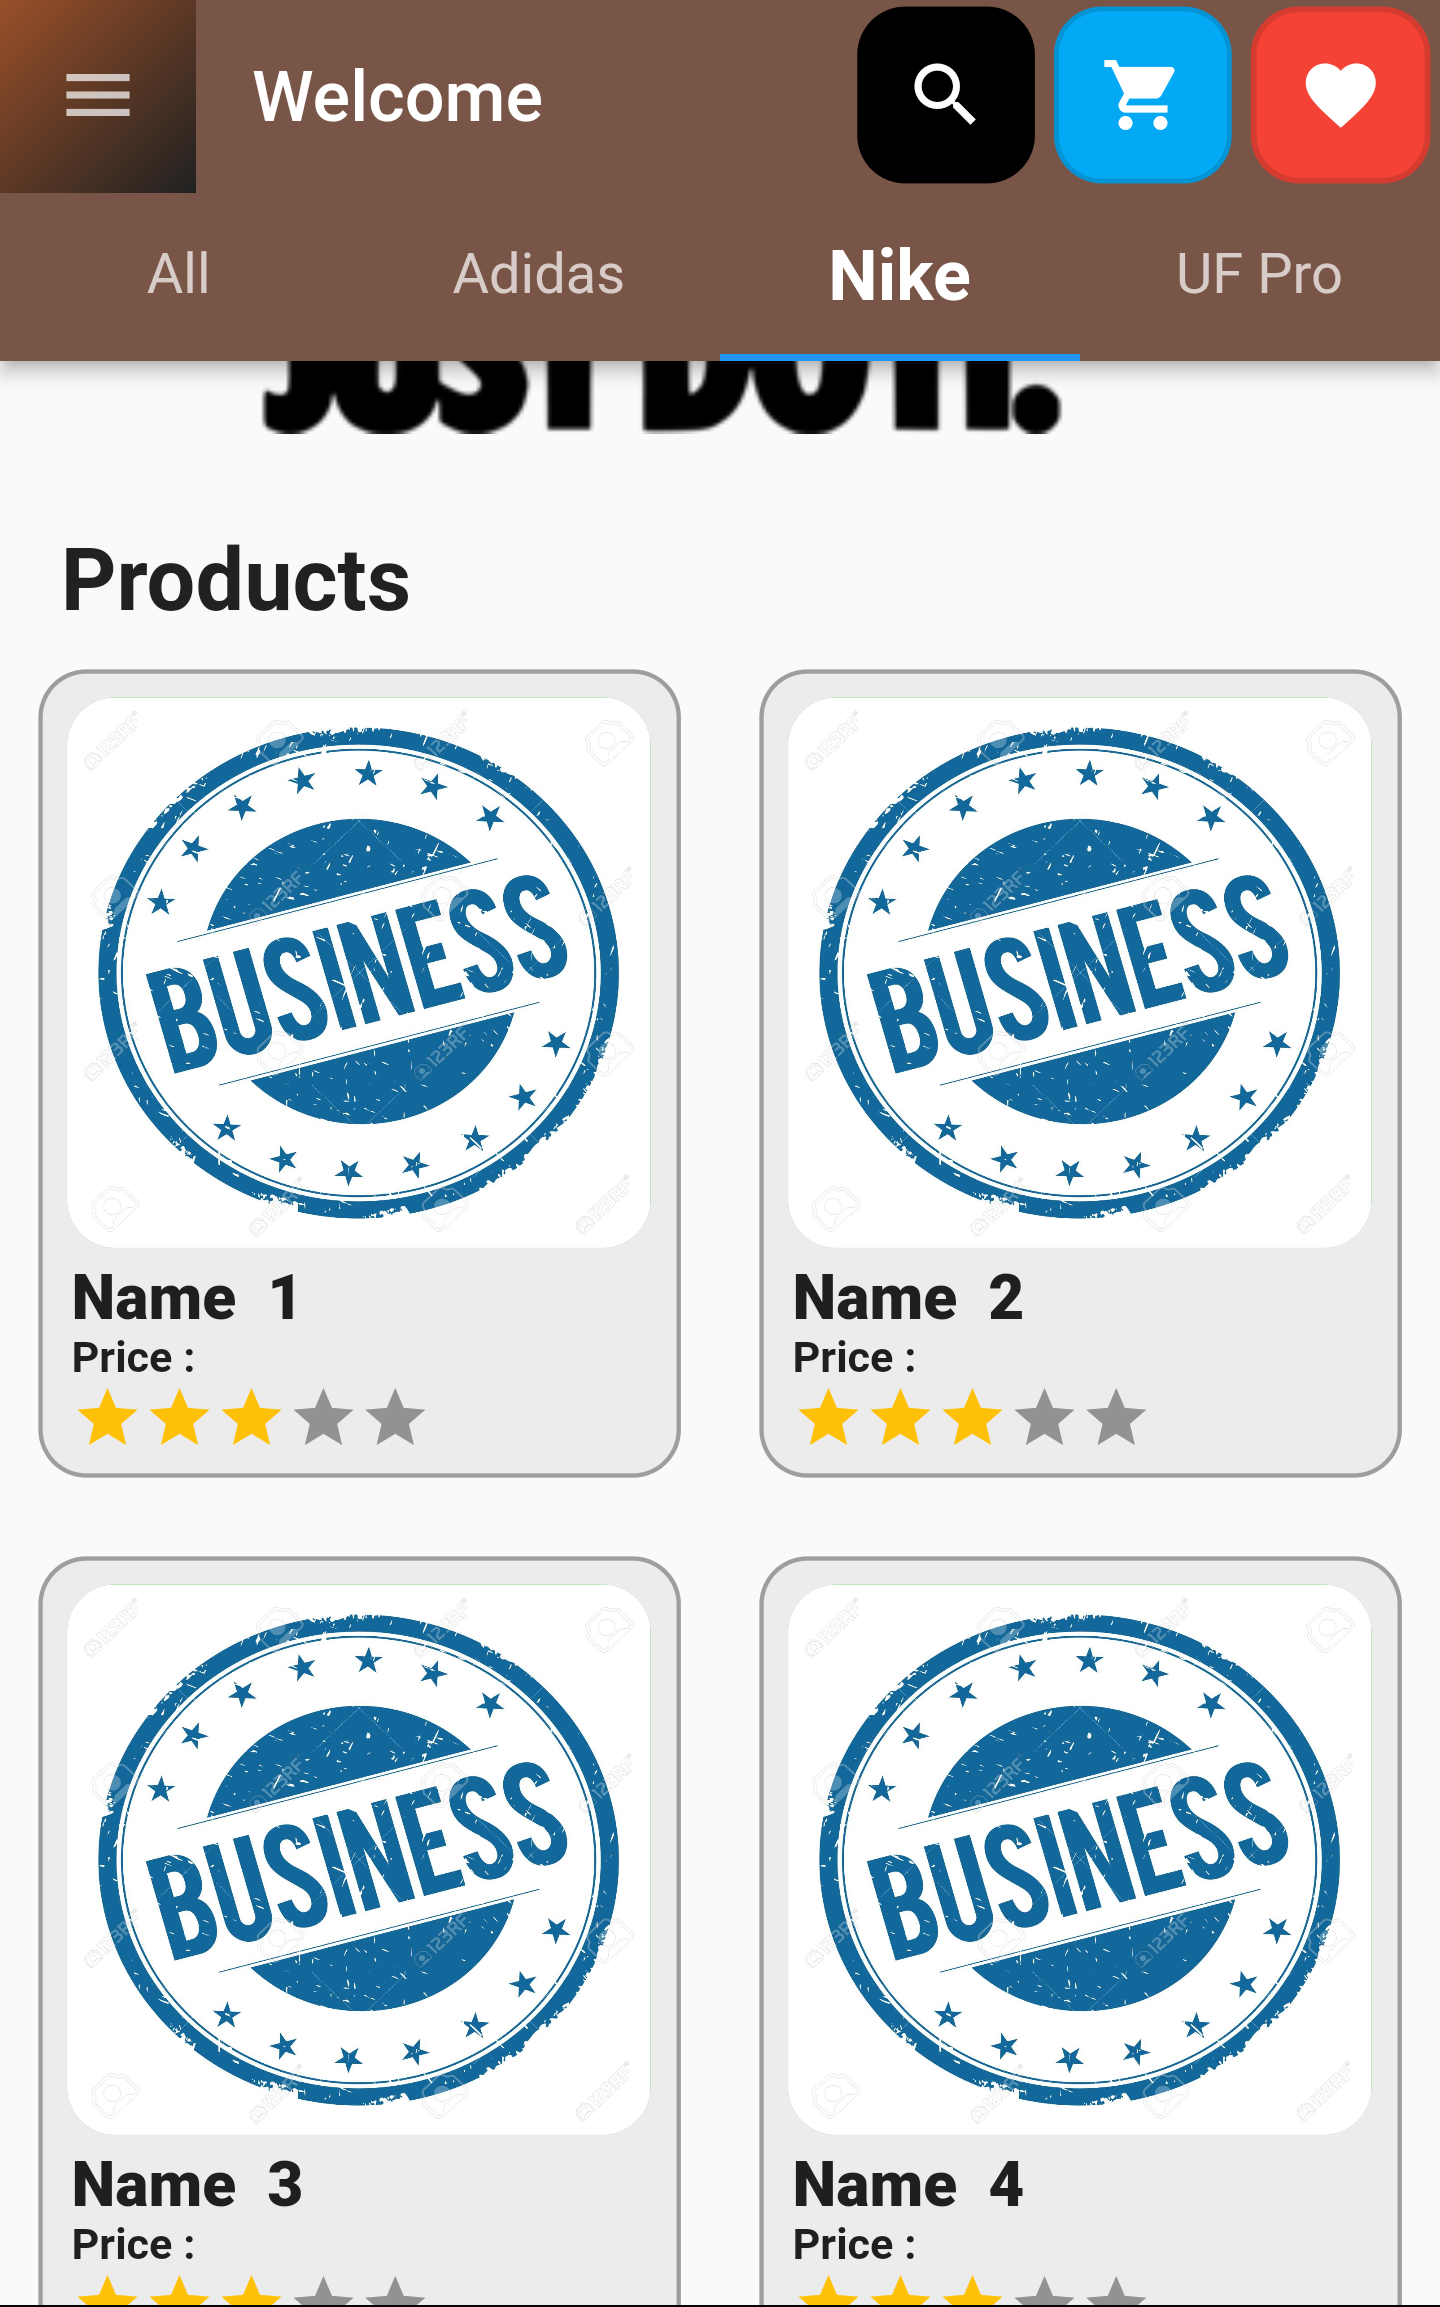 Welcome
All Adidas Nike UF Pro
JUST DO IT.
Products
BUSINESS
BUSINESS
Name 1
Name 2
Price :
Price :
BUSINESS
BUSINESS
Name 3
Name 4
Price :
Price :